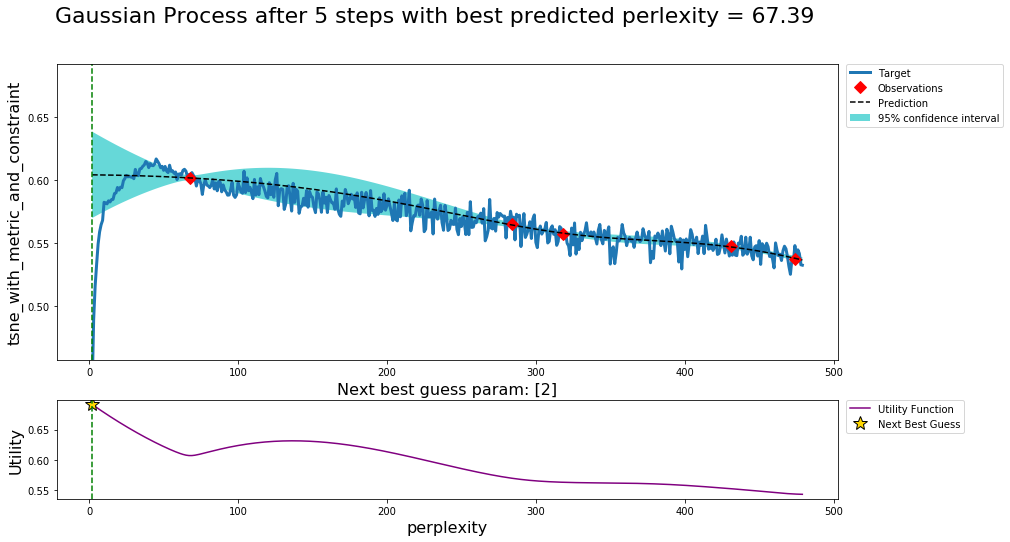 Gaussian Process after 5 steps with best predicted perlexity = 67.39
tsne_with_metric_and_constraint
0.65
0.60
0.55
0.50
0
100
200
300
400
500
Target
Observations
Prediction
95% confidence interval
Next best guess param: [2]
Utility
0.65
0.60
0.55
0
100
200
300
400
500
perplexity
Utility Function
Next Best Guess